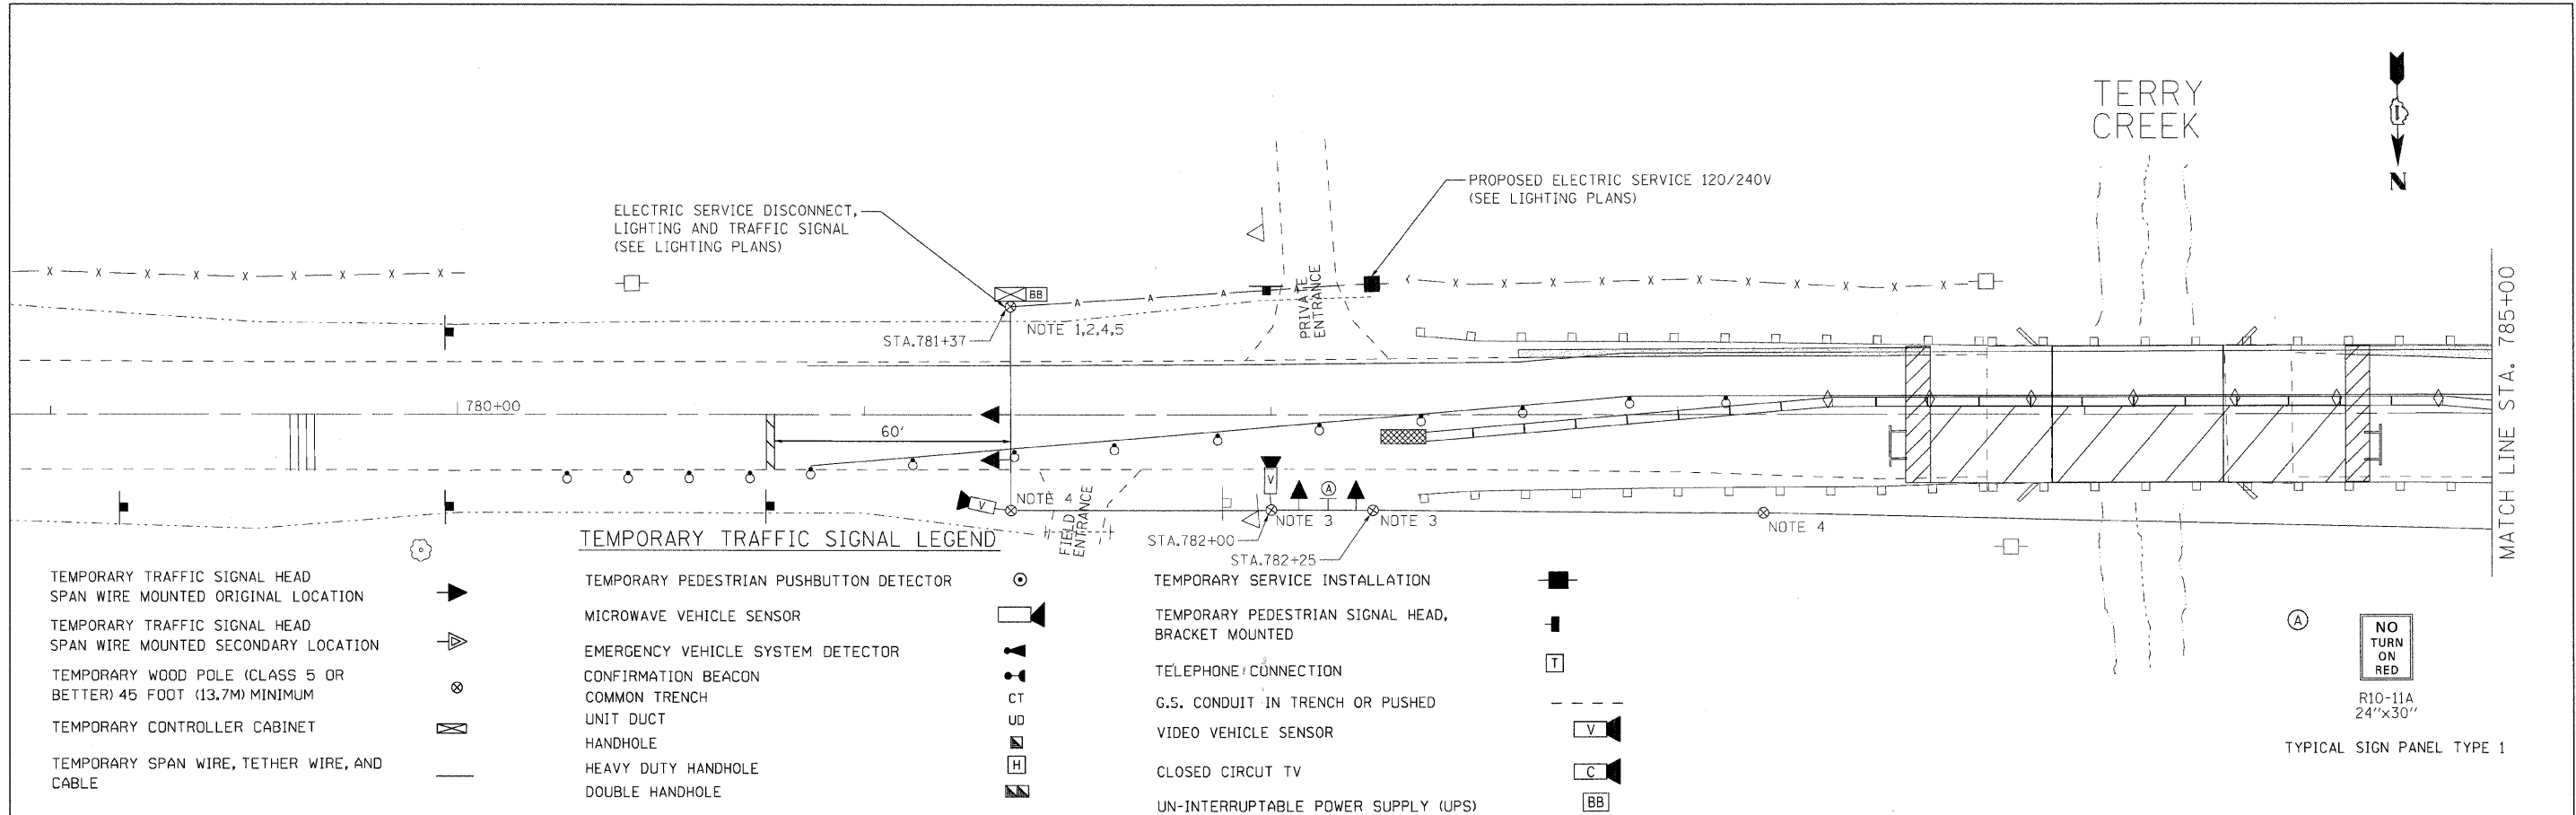 TERRY
CREEK
N
PROPOSED ELECTRIC SERVICE 120/240V
(SEE LIGHTING PLANS)
ELECTRIC SERVICE DISCONNECT,
LIGHTING AND TRAFFIC SIGNAL
(SEE LIGHTING PLANS)
X X X X X X X X X
BB
A A A A
X X X X X X X X X X X
PRIVATE
ENTRANCE
STA.781+37
NOTE 1,2,4,5
MATCH LINE STA. 785+00
780+00
60'
V
V
A
NOTE 4
NOTE 3
NOTE 3
NOTE 4
FIELD
ENTRANCE
STA.782+00
STA.782+25
TEMPORARY TRAFFIC SIGNAL LEGEND
TEMPORARY TRAFFIC SIGNAL HEAD
SPAN WIRE MOUNTED ORIGINAL LOCATION
TEMPORARY TRAFFIC SIGNAL HEAD
SPAN WIRE MOUNTED SECONDARY LOCATION
TEMPORARY WOOD POLE (CLASS 5 OR
BETTER) 45 FOOT (13.7M) MINIMUM
TEMPORARY CONTROLLER CABINET
TEMPORARY SPAN WIRE, TETHER WIRE, AND
CABLE
TEMPORARY PEDESTRIAN PUSHBUTTON DETECTOR
MICROWAVE VEHICLE SENSOR
EMERGENCY VEHICLE SYSTEM DETECTOR
CONFIRMATION BEACON
COMMON TRENCH CT
UNIT DUCT UD
HANDHOLE
HEAVY DUTY HANDHOLE H
DOUBLE HANDHOLE
TEMPORARY SERVICE INSTALLATION
TEMPORARY PEDESTRIAN SIGNAL HEAD,
BRACKET MOUNTED
TELEPHONE CONNECTION T
G.S. CONDUIT IN TRENCH OR PUSHED
VIDEO VEHICLE SENSOR V
CLOSED CIRCUT TV C
UN-INTERRUPTABLE POWER SUPPLY (UPS) BB
A
NO
TURN
ON
RED
R10-11A
24"x30"
TYPICAL SIGN PANEL TYPE 1